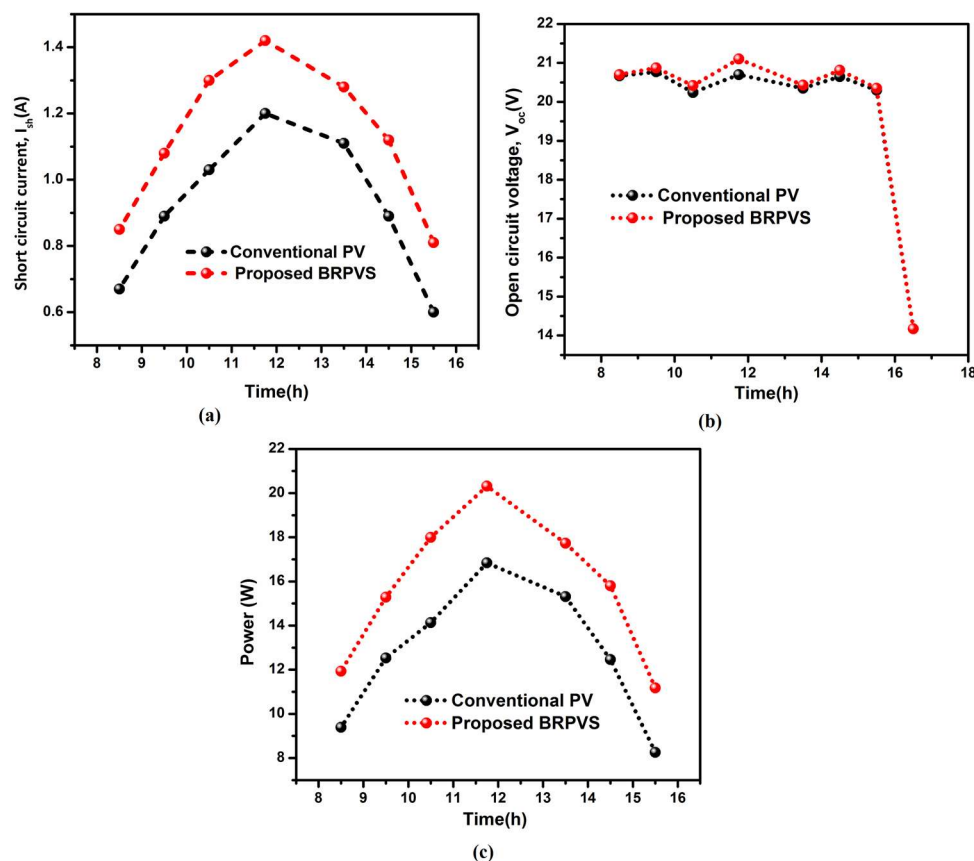 Short circuit current, Ish(A)
1.4
1.2
1.0
0.8
0.6
Conventional PV
Proposed BRPVS
8 9 10 11 12 13 14 15 16
Time(h)
(a)
Open circuit voltage, Voc(V)
22
21
20
19
18
17
16
15
14
Conventional PV
Proposed BRPVS
8 10 12 14 16 18
Time(h)
(b)
Power (W)
22
20
18
16
14
12
10
8
Conventional PV
Proposed BRPVS
8 9 10 11 12 13 14 15 16
Time(h)
(c)